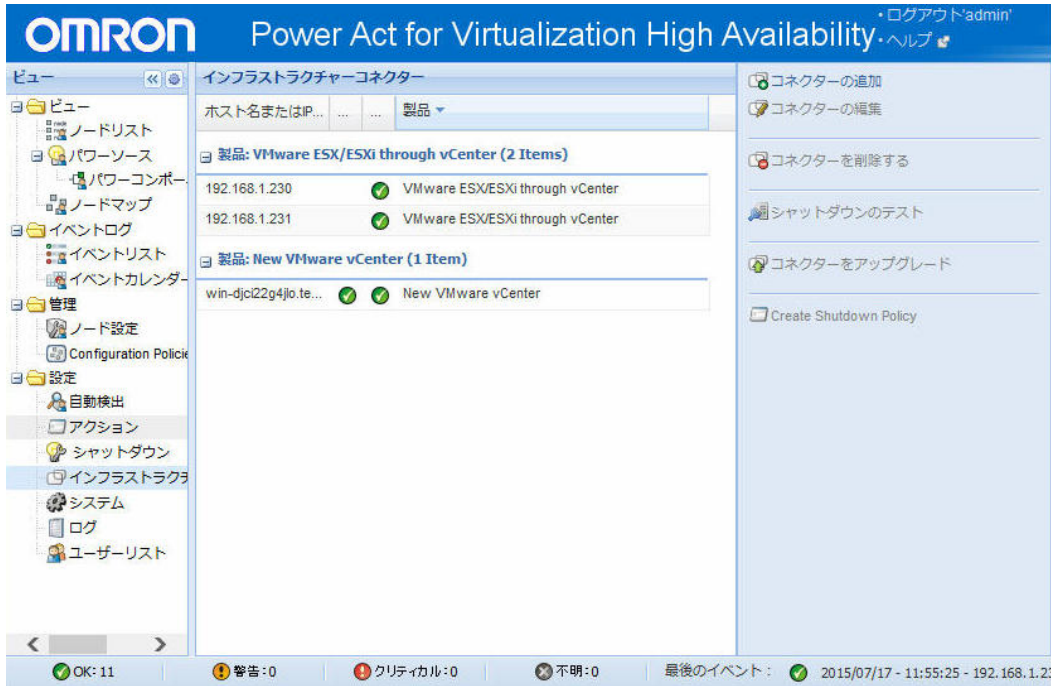 OMRON
Power Act for Virtualization High Availability
・ログアウト'admin'
・ヘルプ
ビュー
インフラストラクチャーコネクター
ビュー
ノードリスト
パワーソース
パワーコンポー
ノードマップ
イベントログ
イベントリスト
イベントカレンダー
管理
ノード設定
Configuration Policie
設定
自動検出
アクション
シャットダウン
インフラストラクチ
システム
ログ
ユーザーリスト
ホスト名またはIP... ... ... 製品
製品: VMware ESX/ESXi through vCenter (2 Items)
192.168.1.230 VMware ESX/ESXi through vCenter
192.168.1.231 VMware ESX/ESXi through vCenter
製品: New VMware vCenter (1 Item)
win-djci22g4jlo.te... New VMware vCenter
コネクターの追加
コネクターの編集
コネクターを削除する
シャットダウンのテスト
コネクターをアップグレード
Create Shutdown Policy
OK: 11 警告:0 クリティカル:0 不明:0 最後のイベント: 2015/07/17 - 11:55:25 - 192.168.1.23